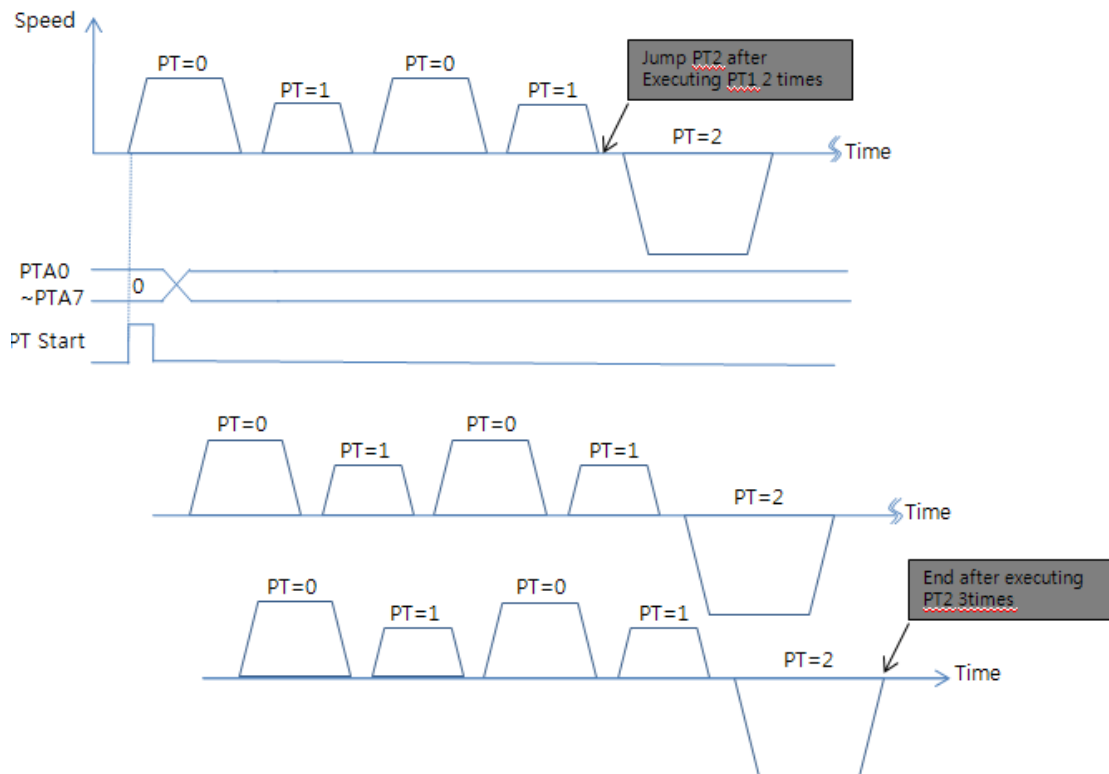 Speed
PT=0
PT=1
PT=0
PT=1
Jump PT2 after
Executing PT1 2 times
PT=2
Time
PTA0
~PTA7
0
PT Start
PT=0
PT=1
PT=0
PT=1
PT=2
Time
PT=0
PT=1
PT=0
PT=1
PT=2
End after executing
PT2 3times
Time